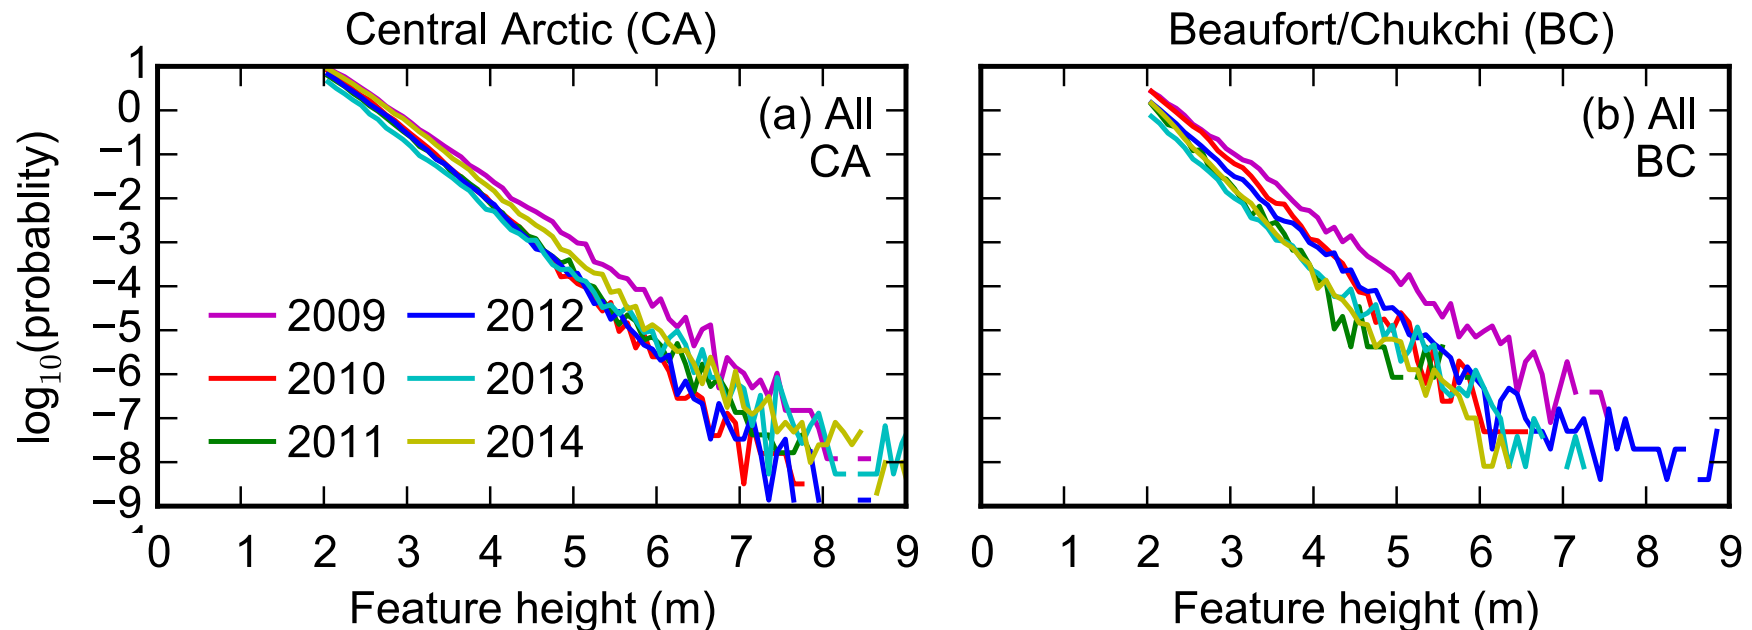 Central Arctic (CA)
Beaufort/Chukchi (BC)
log10(probablity)
1
0
−1
−2
−3
−4
−5
−6
−7
−8
−9
(a) All
CA
(b) All
BC
2009
2012
2010
2013
2011
2014
0 1 2 3 4 5 6 7 8 9
0 1 2 3 4 5 6 7 8 9
Feature height (m)
Feature height (m)